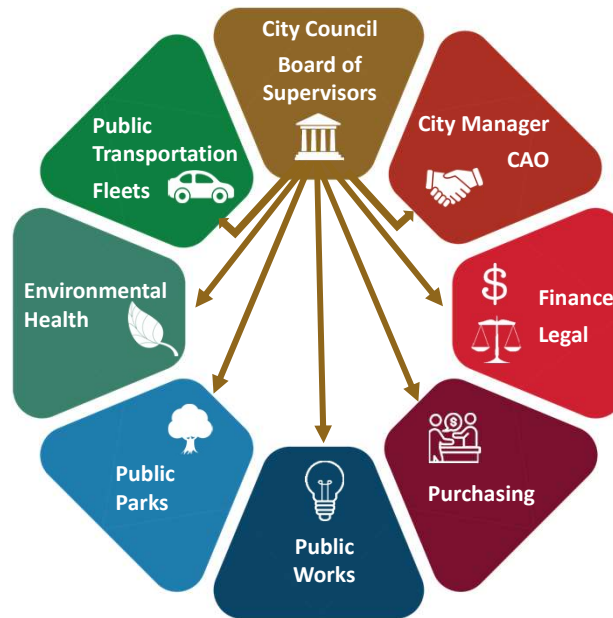 City Council
Board of
Supervisors
City Manager
CAO
Finance
Legal
Purchasing
Public
Works
Public
Parks
Environmental
Health
Public
Transportation
Fleets
$
$